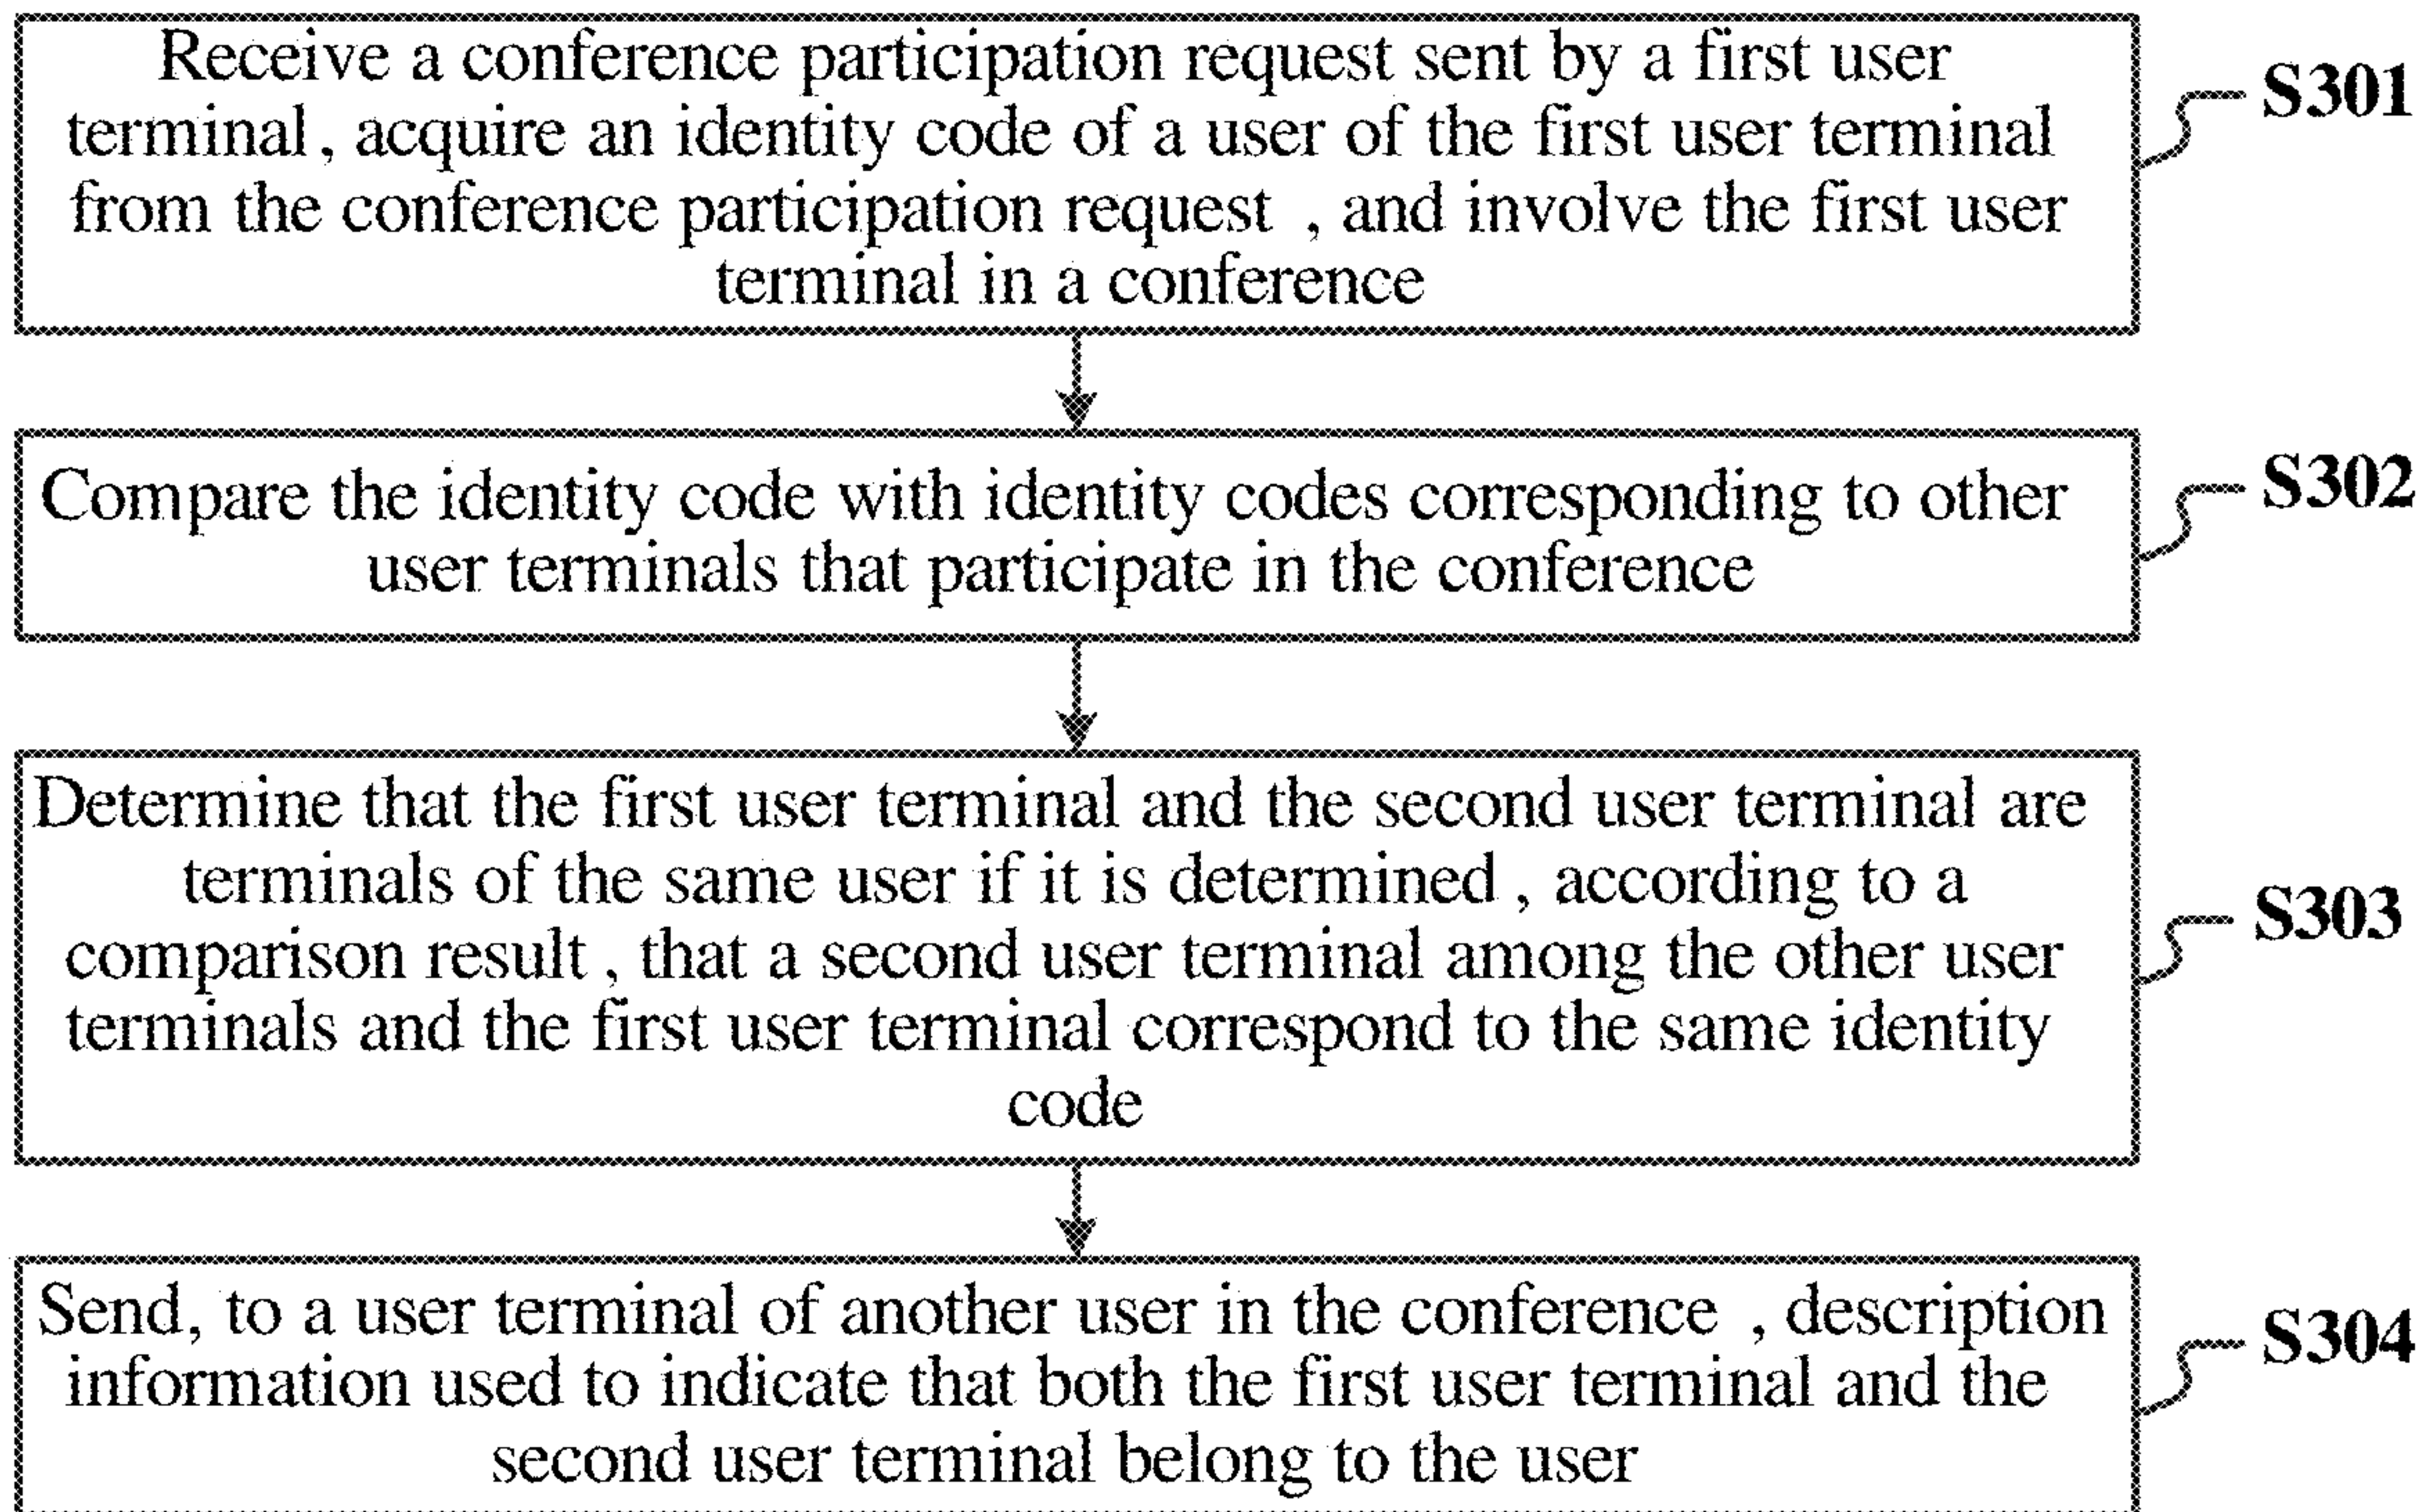 Receive a conference participation request sent by a first user
terminal, acquire an identity code of a user of the first user terminal
from the conference participation request , and involve the first user
terminal in a conference
S301
Compare the identity code with identity codes corresponding to other
user terminals that participate in the conference
S302
Determine that the first user terminal and the second user terminal are
terminals of the same user if it is determined , according to a
comparison result , that a second user terminal among the other user
terminals and the first user terminal correspond to the same identity
code
S303
Send, to a user terminal of another user in the conference , description
information used to indicate that both the first user terminal and the
second user terminal belong to the user
S304